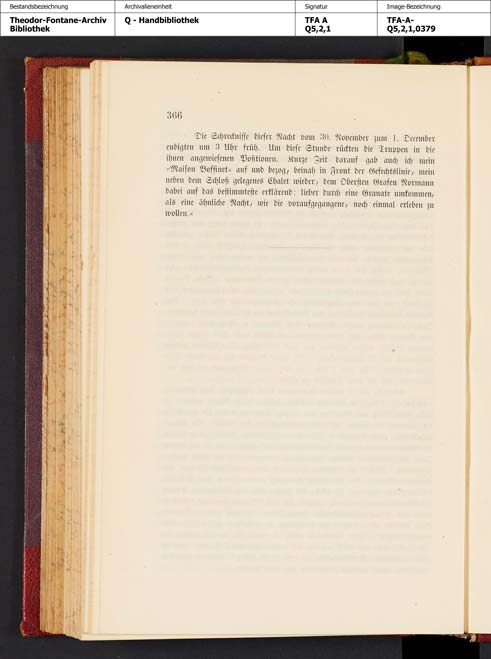 Bestandsbezeichnung
Archivalieneinheit
Signatur
Image-Bezeichnung
Theodor-Fontane-Archiv
Bibliothek
Q - Handbibliothek
TFA A
Q5,2,1
TFA-A-
Q5,2,1,0379
366
Die Schreckniſſe dieſer Nacht vom 30. November zum 1. December
endigten um 3 Uhr früh. Um dieſe Stunde rückten die Truppen in die
ihnen angewieſenen Poſitionen. Kurze Zeit darauf gab auch ich mein
»Maiſon Boffinet« auf und bezog, beinah in Front der Gefechtslinie, mein
neben dem Schloß gelegenes Chalet wieder, dem Oberſten Grafen Normann
dabei auf das beſtimmteſte erklärend: lieber durch eine Granate umkommen,
als eine ähnliche Nacht, wie die voraufgegangene, noch einmal erleben zu
wollen.«